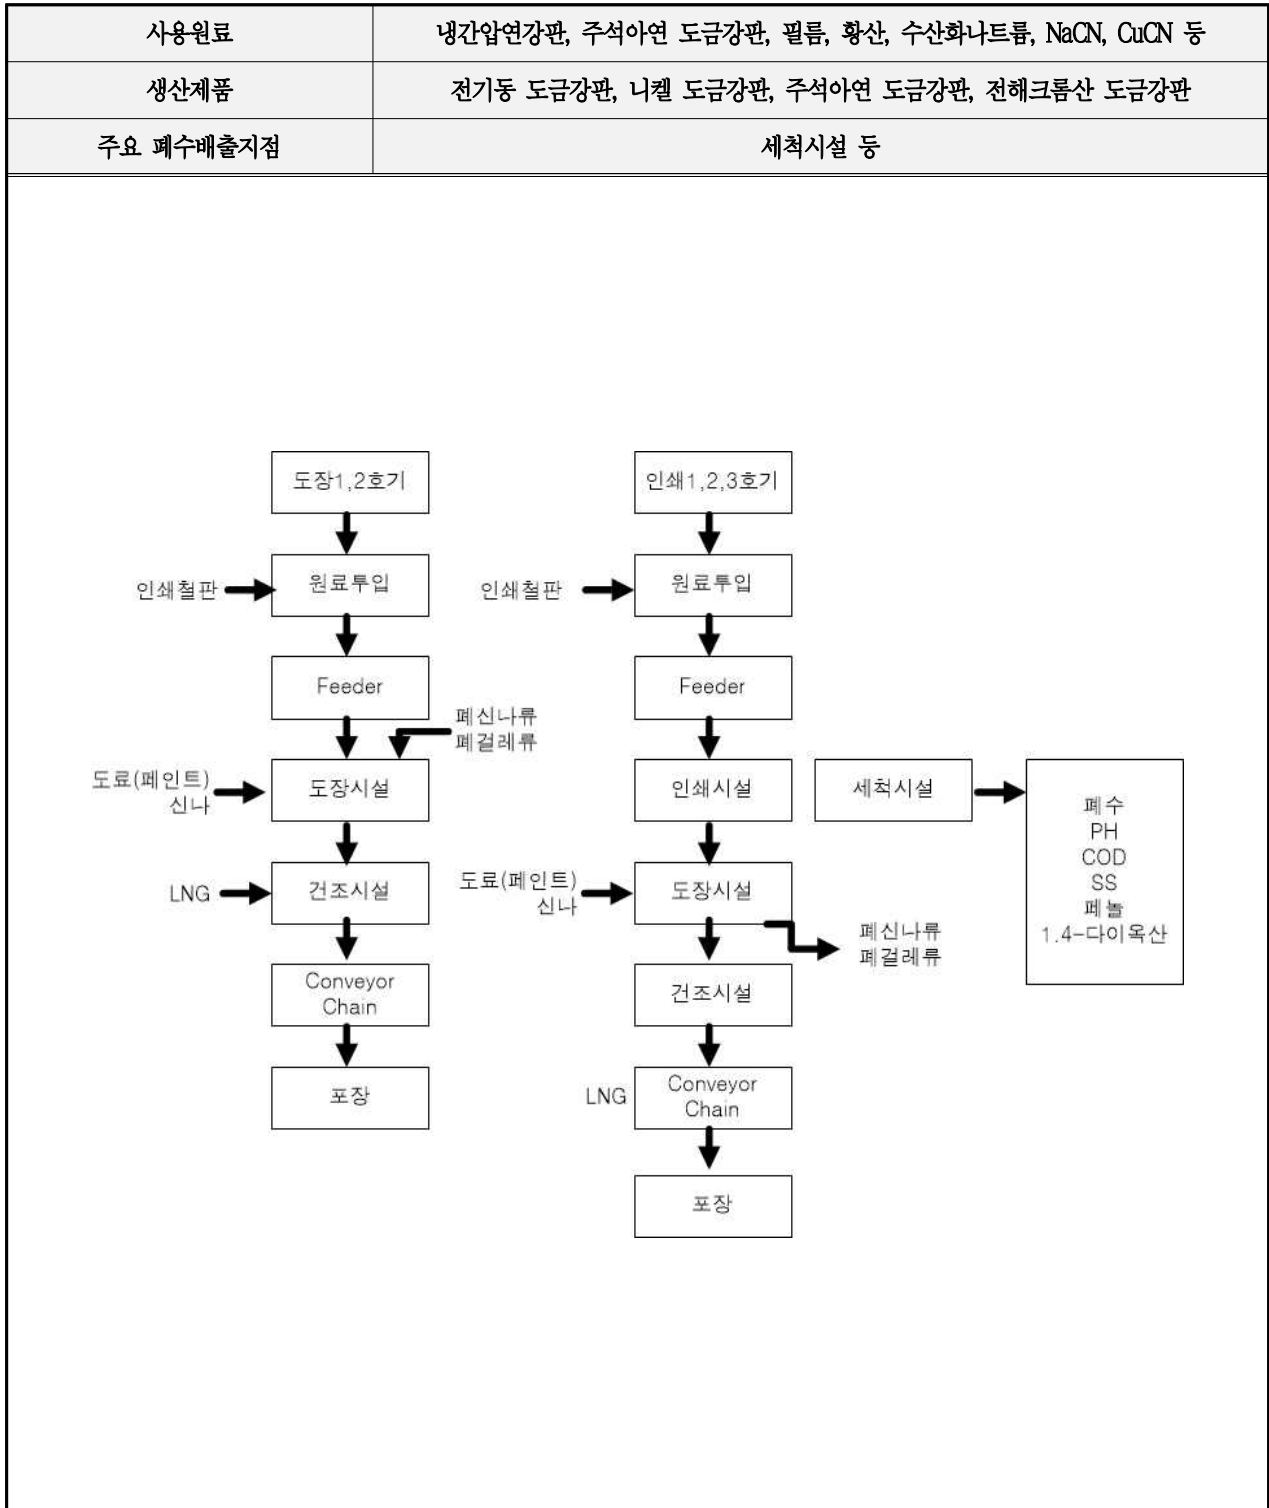 사용원료
냉간압연강판, 주석아연 도금강판, 필름, 황산, 수산화나트륨, NaCN, CuCN 등
생산제품
전기동 도금강판, 니켈 도금강판, 주석아연 도금강판, 전해크롬산 도금강판
주요 폐수배출지점
세척시설 등
도장1,2호기
인쇄철판
원료투입
Feeder
폐신나류
폐걸레류
도료(페인트)
신나
도장시설
LNG
건조시설
Conveyor
Chain
포장
인쇄1,2,3호기
인쇄철판
원료투입
Feeder
인쇄시설
도료(페인트)
신나
도장시설
폐신나류
폐걸레류
건조시설
LNG
Conveyor
Chain
포장
세척시설
폐수
PH
COD
SS
페놀
1.4-다이옥산